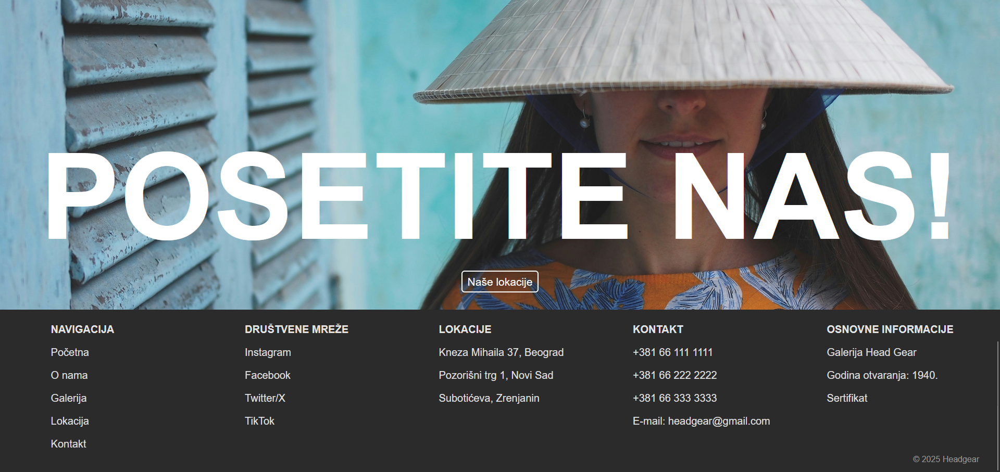 POSETITE NAS!
Naše lokacije
NAVIGACIJA
Početna
O nama
Galerija
Lokacija
Kontakt
DRUŠTVENE MREŽE
Instagram
Facebook
Twitter/X
TikTok
LOKACIJE
Kneza Mihaila 37, Beograd
Pozorišni trg 1, Novi Sad
Subotićeva, Zrenjanin
KONTAKT
+381 66 111 1111
+381 66 222 2222
+381 66 333 3333
E-mail: headgear@gmail.com
OSNOVNE INFORMACIJE
Galerija Head Gear
Godina otvaranja: 1940.
Sertifikat
© 2025 Headgear